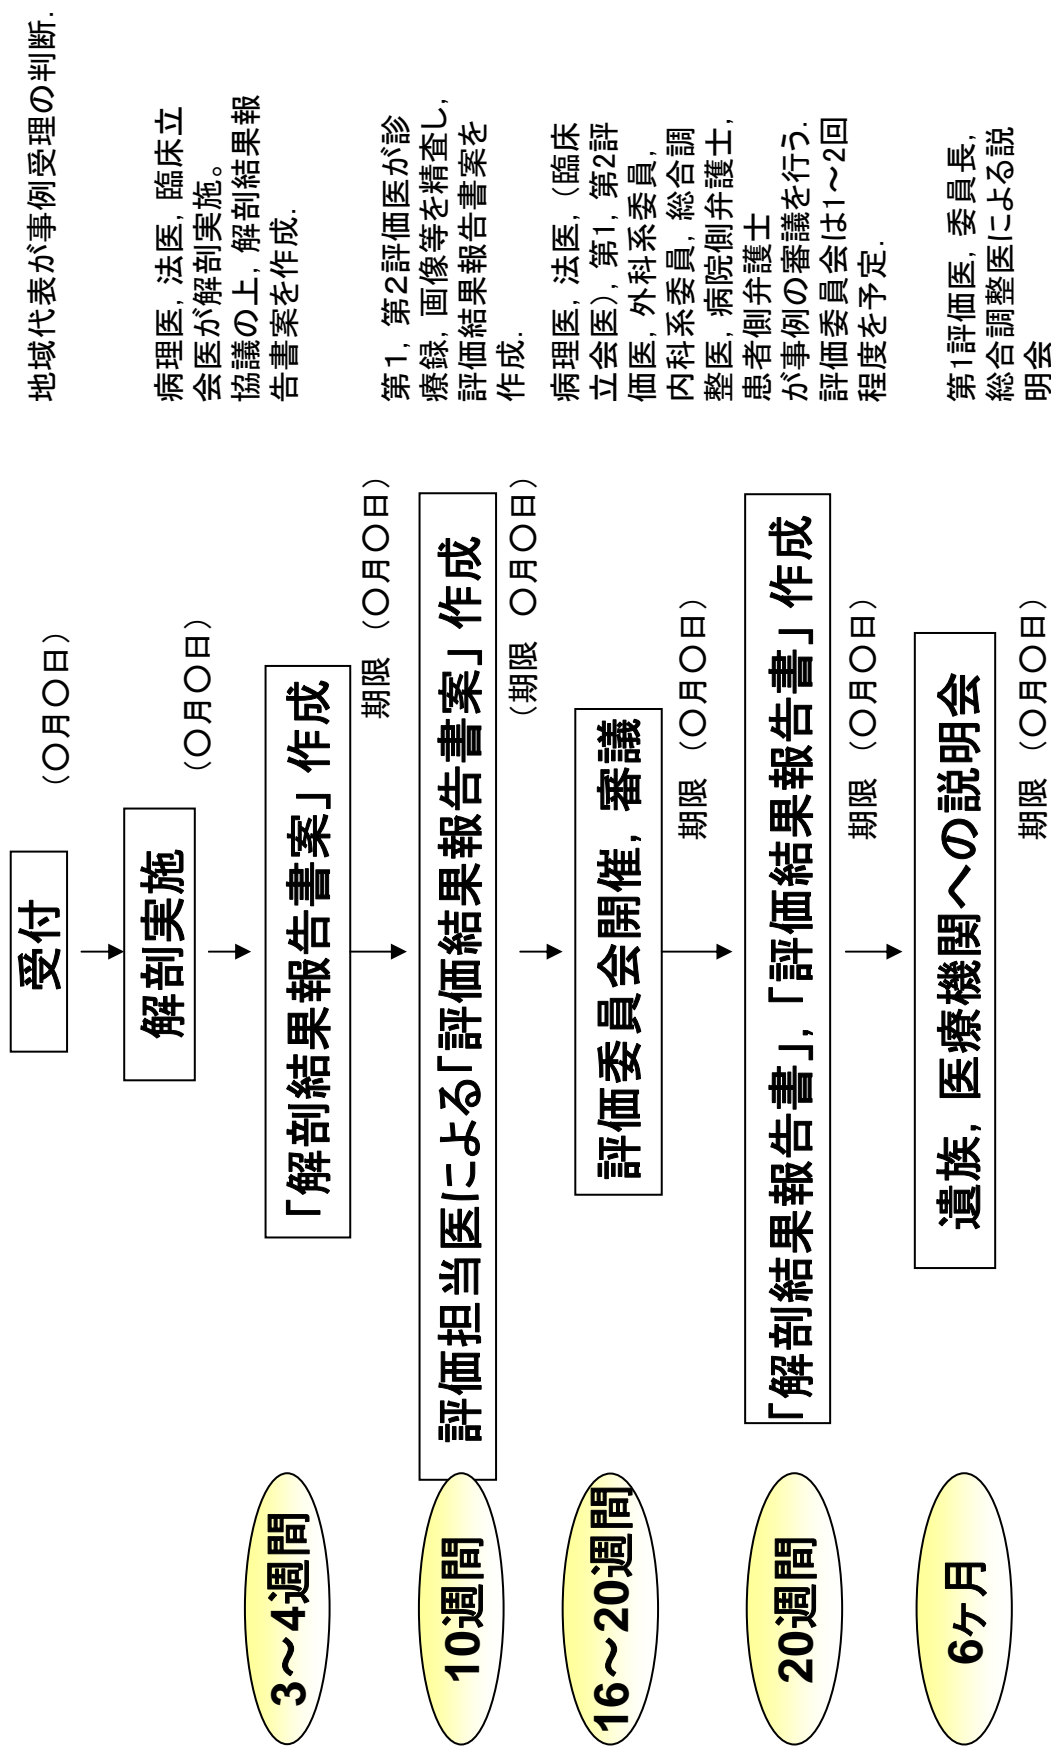 受付
（〇月〇日）
地域代表が事例受理の判断．
解剖実施
（〇月〇日）
病理医，法医，臨床立
会医が解剖実施。
協議の上，解剖結果報
告書案を作成．
3～4週間
「解剖結果報告書案」作成
期限　（〇月〇日）
第１，第２評価医が診
療録，画像等を精査し，
評価結果報告書案を
作成．
10週間
評価担当医による「評価結果報告書案」作成
（期限　〇月〇日）
病理医，法医，（臨床
立会医），第1，第2評
価医，外科系委員，
内科系委員，総合調
整医，病院側弁護士，
患者側弁護士
が事例の審議を行う．
評価委員会は1～2回
程度を予定．
16～20週間
評価委員会開催，審議
期限　（〇月〇日）
20週間
「解剖結果報告書」，「評価結果報告書」作成
期限　（〇月〇日）
6ヶ月
遺族，医療機関への説明会
期限　（〇月〇日）
第1評価医，委員長，
総合調整医による説
明会